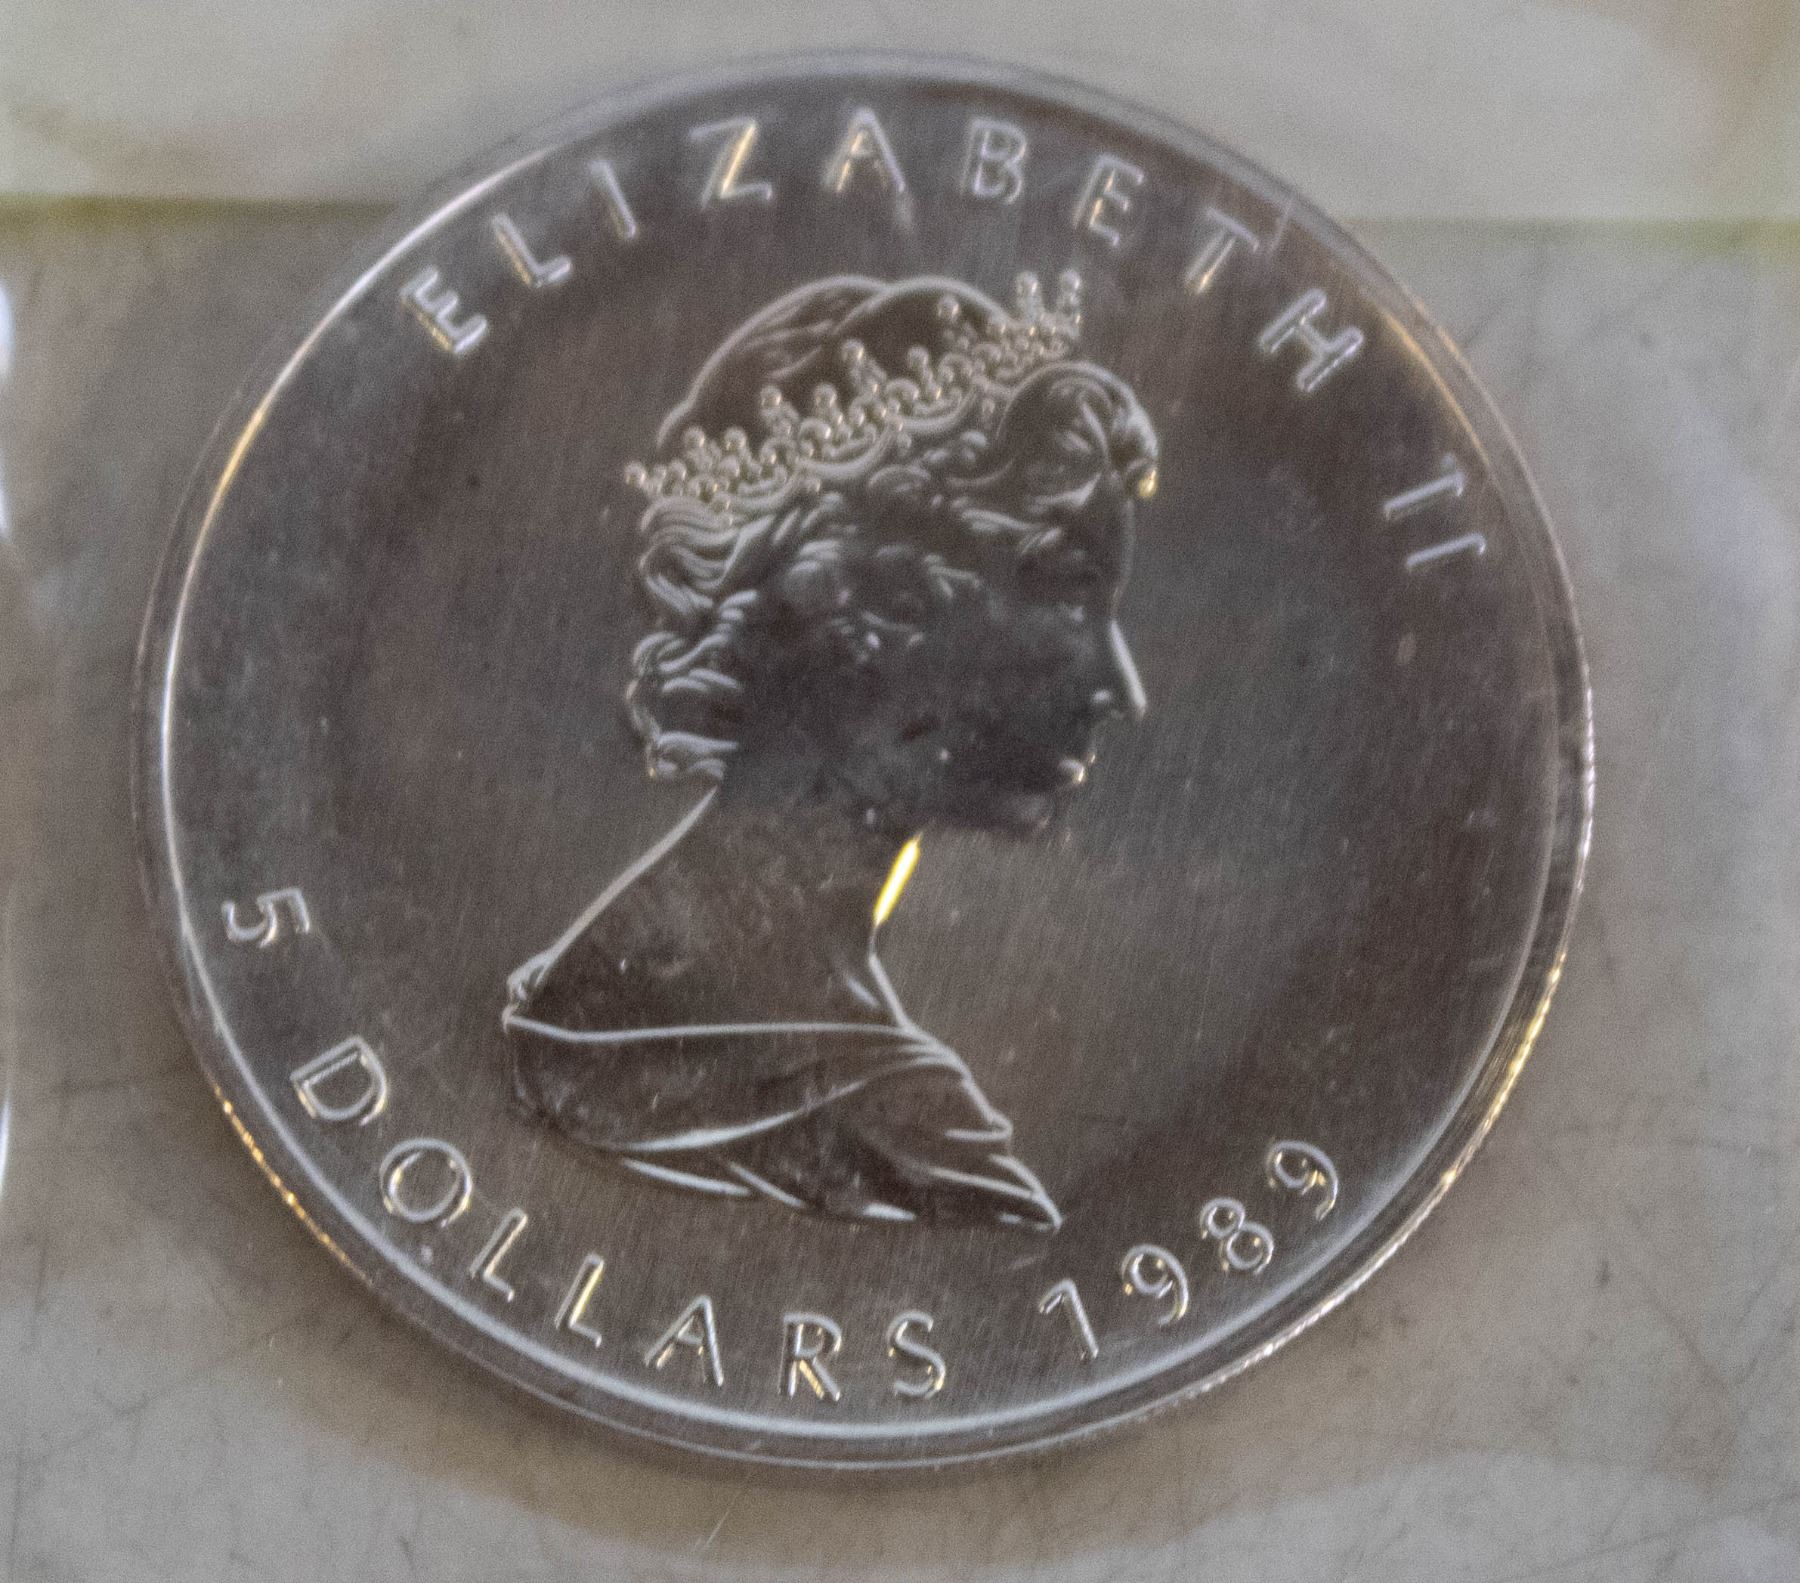 ELIZABETH II
5 DOLLARS 1989